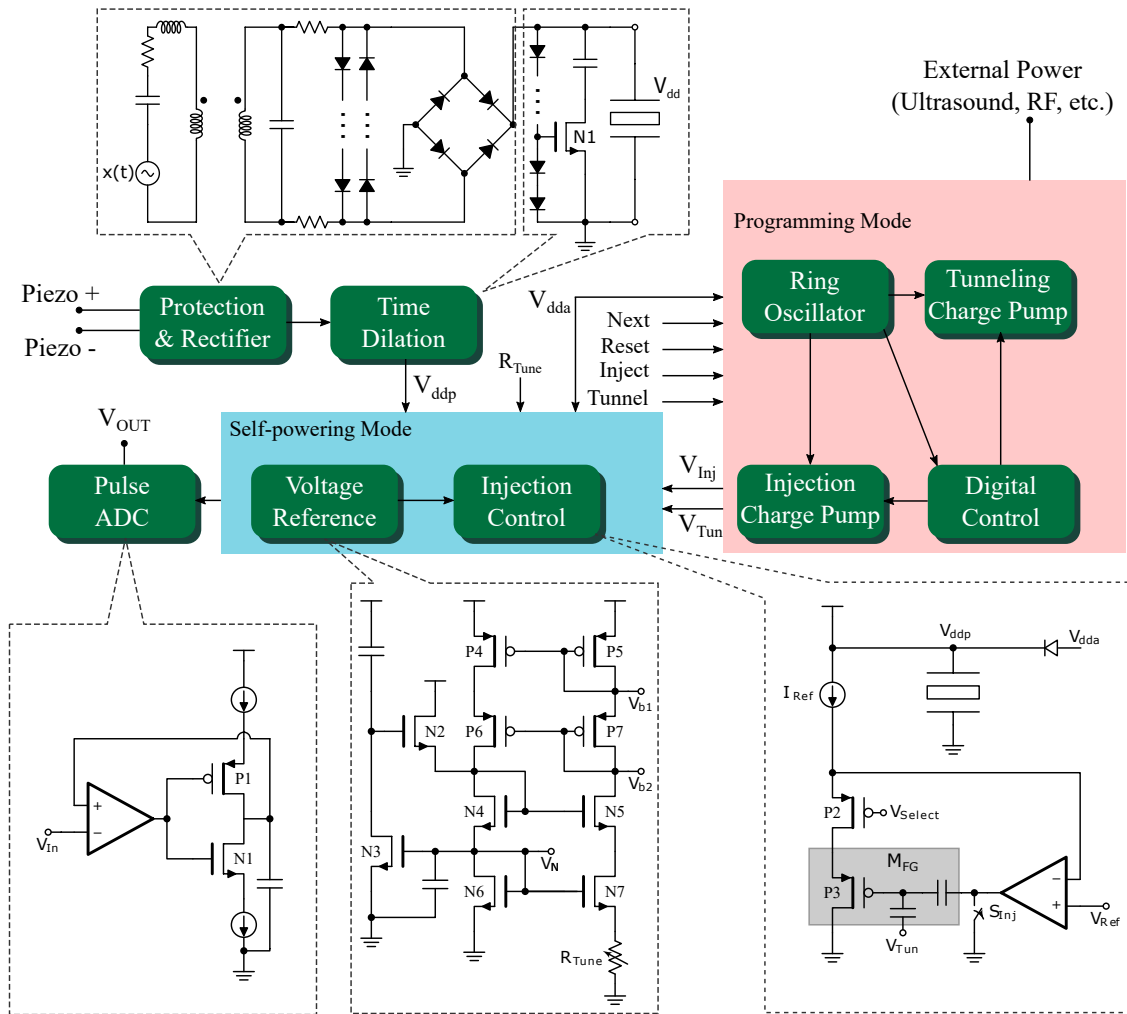 x(t)
N1
V_dd
External Power
(Ultrasound, RF, etc.)
Programming Mode
Ring
Oscillator
Tunneling
Charge Pump
Injection
Charge Pump
Digital
Control
Piezo +
Piezo -
Protection
& Rectifier
Time
Dilation
V_ddp
R_Tune
V_dda
Next
Reset
Inject
Tunnel
V_Inj
V_Tun
Self-powering Mode
Voltage
Reference
Injection
Control
V_OUT
Pulse
ADC
V_In
+
−
P1
N1
P4
P5
V_b1
N2
P6
P7
V_b2
N4
N5
N3
V_N
N6
N7
R_Tune
V_ddp
V_dda
I_Ref
P2
V_Select
M_FG
P3
V_Tun
S_Inj
−
+
V_Ref